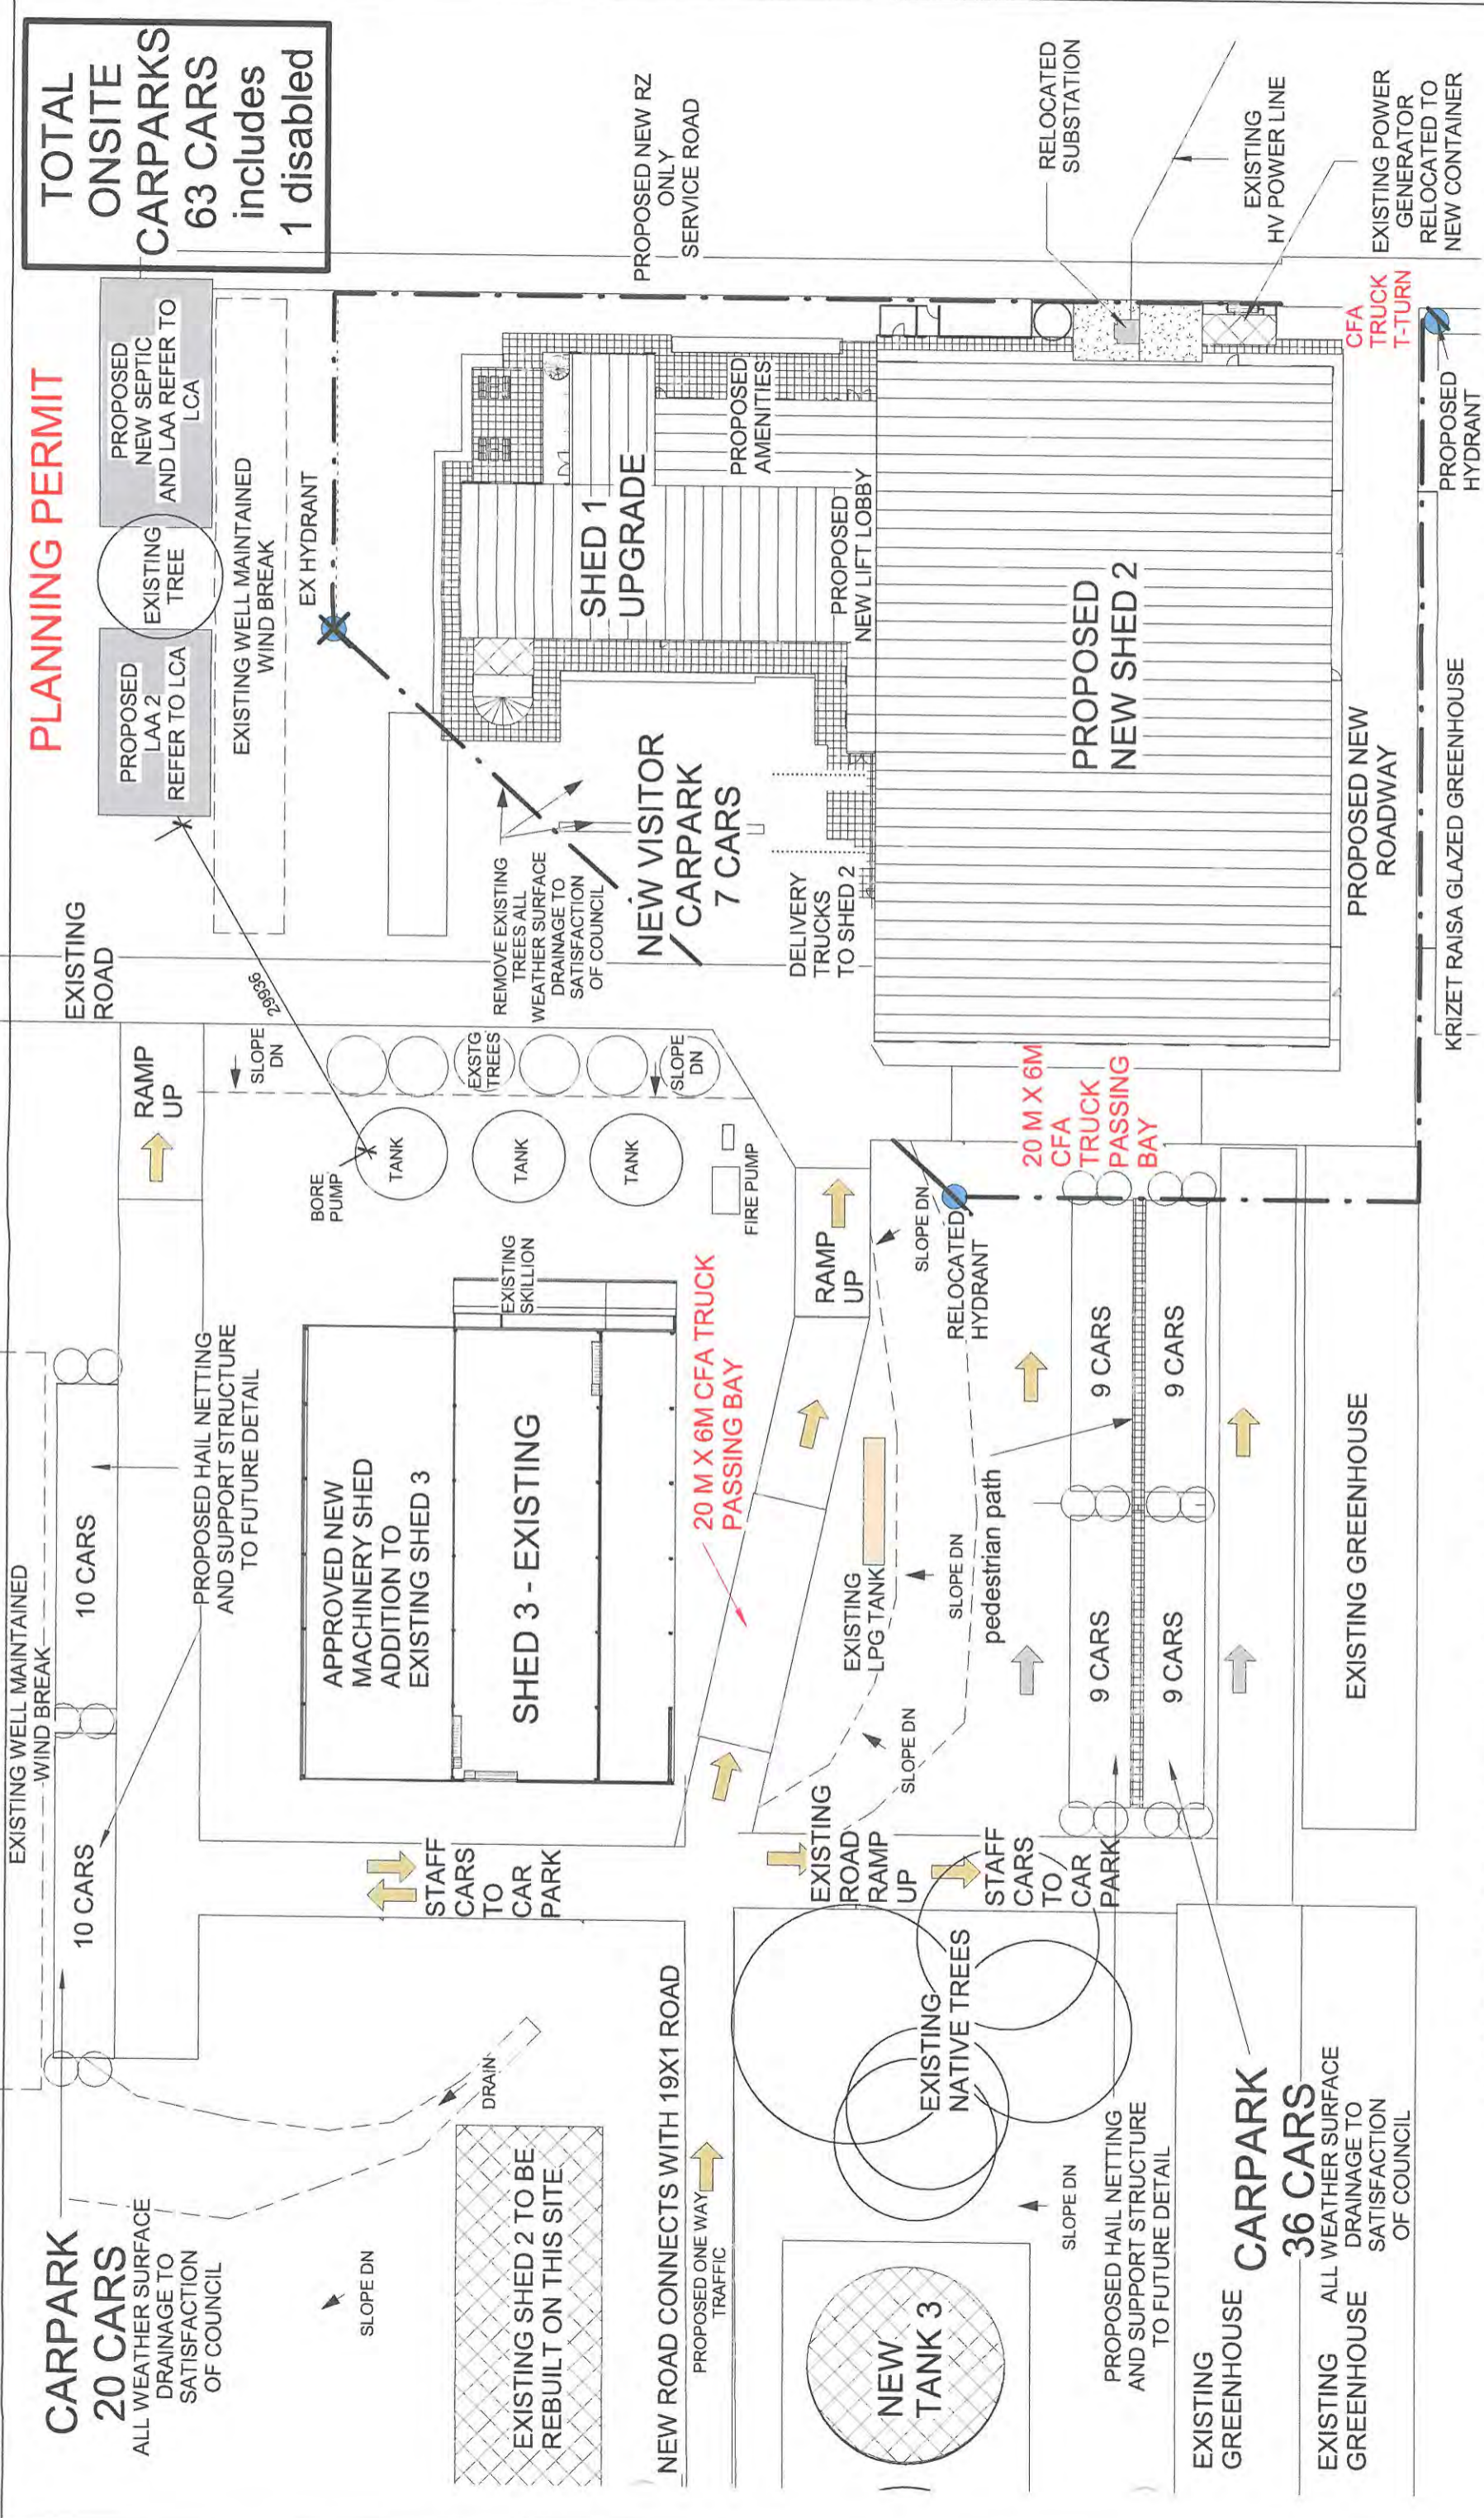 PLANNING PERMIT
TOTAL
ONSITE
CARPARKS
63 CARS
includes
1 disabled
EXISTING WELL MAINTAINED
WIND BREAK
CARPARK
20 CARS
ALL WEATHER SURFACE
DRAINAGE TO
SATISFACTION
OF COUNCIL
10 CARS
10 CARS
PROPOSED HAIL NETTING
AND SUPPORT STRUCTURE
TO FUTURE DETAIL
RAMP
UP
EXISTING
ROAD
SLOPE
DN
29936
PROPOSED
LAA 2
REFER TO LCA
EXISTING
TREE
PROPOSED
NEW SEPTIC
AND LAA REFER TO
LCA
EXISTING WELL MAINTAINED
WIND BREAK
EX HYDRANT
SLOPE DN
DRAIN
EXISTING SHED 2 TO BE
REBUILT ON THIS SITE
STAFF
CARS
TO
CAR
PARK
APPROVED NEW
MACHINERY SHED
ADDITION TO
EXISTING SHED 3
SHED 3 - EXISTING
EXISTING
SKILLION
BORE
PUMP
TANK
TANK
TANK
FIRE PUMP
EXSTG
TREES
SLOPE
DN
REMOVE EXISTING
TREES ALL
WEATHER SURFACE
DRAINAGE TO
SATISFACTION
OF COUNCIL
NEW VISITOR
CARPARK
7 CARS
SHED 1
UPGRADE
PROPOSED
AMENITIES
PROPOSED
NEW LIFT LOBBY
PROPOSED NEW RZ
ONLY
SERVICE ROAD
NEW ROAD CONNECTS WITH 19X1 ROAD
PROPOSED ONE WAY
TRAFFIC
20 M X 6M CFA TRUCK
PASSING BAY
RAMP
UP
DELIVERY
TRUCKS
TO SHED 2
PROPOSED
NEW SHED 2
RELOCATED
SUBSTATION
EXISTING
HV POWER LINE
EXISTING POWER
GENERATOR
RELOCATED TO
NEW CONTAINER
NEW
TANK 3
EXISTING
NATIVE TREES
EXISTING
ROAD
RAMP
UP
STAFF
CARS
TO
CAR
PARK
SLOPE DN
EXISTING
LPG TANK
SLOPE DN
SLOPE DN
RELOCATED
HYDRANT
20 M X 6M
CFA
TRUCK
PASSING
BAY
SLOPE DN
pedestrian path
9 CARS
9 CARS
9 CARS
9 CARS
PROPOSED HAIL NETTING
AND SUPPORT STRUCTURE
TO FUTURE DETAIL
CARPARK
36 CARS
ALL WEATHER SURFACE
DRAINAGE TO
SATISFACTION
OF COUNCIL
EXISTING
GREENHOUSE
EXISTING
GREENHOUSE
EXISTING GREENHOUSE
PROPOSED NEW
ROADWAY
CFA
TRUCK
T-TURN
KRIZET RAISA GLAZED GREENHOUSE
PROPOSED
HYDRANT